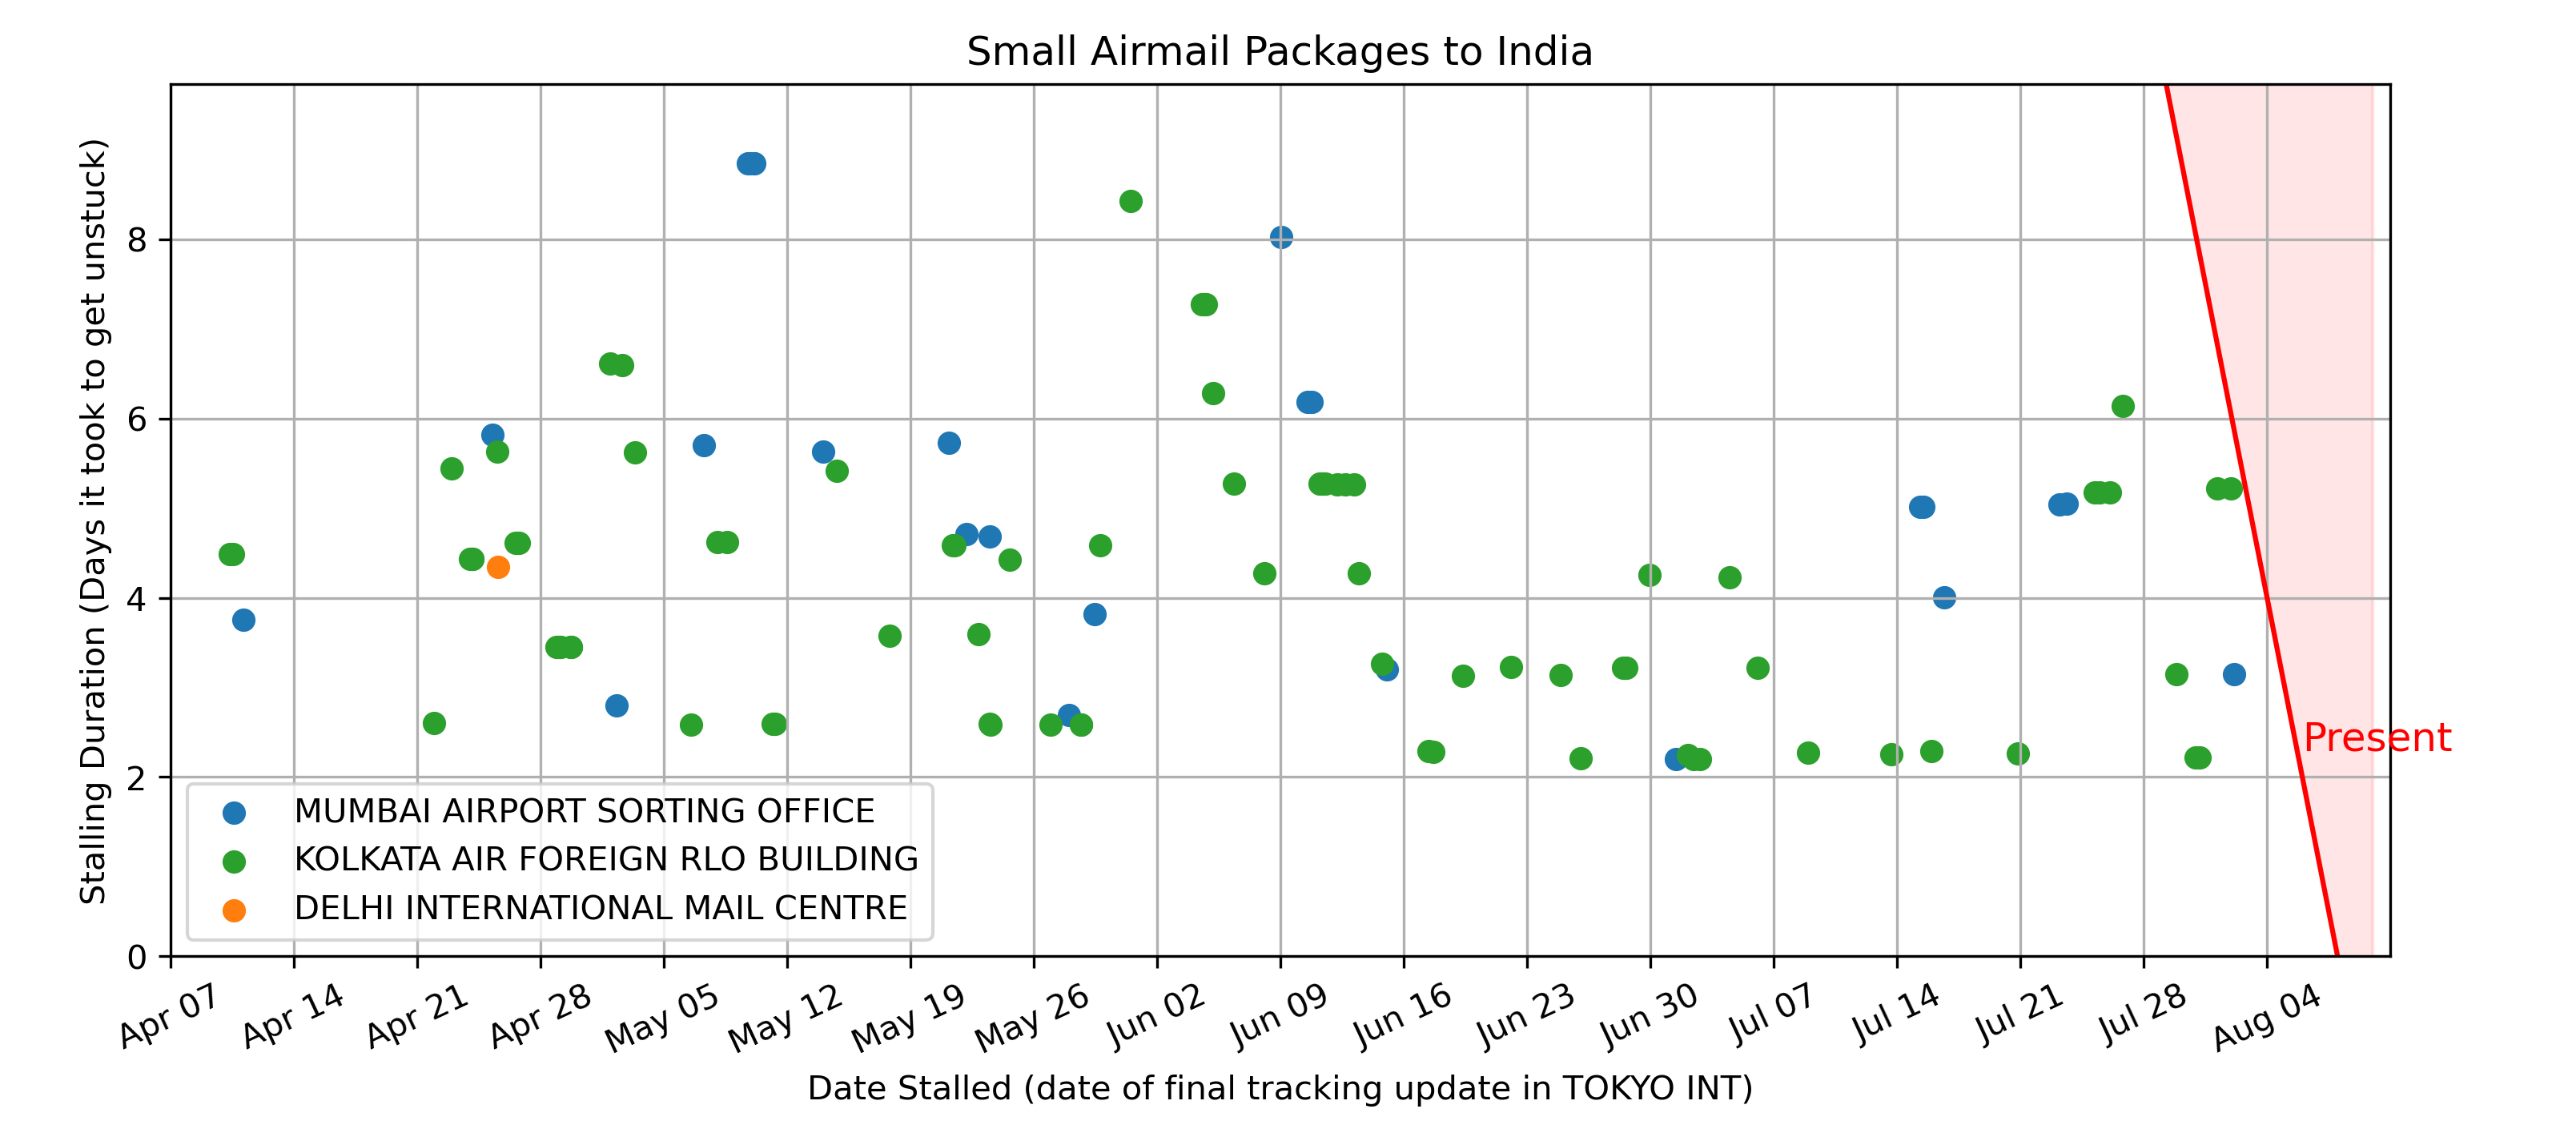 Small Airmail Packages to India
Stalling Duration (Days it took to get unstuck)
8
6
4
2
0
Present
MUMBAI AIRPORT SORTING OFFICE
KOLKATA AIR FOREIGN RLO BUILDING
DELHI INTERNATIONAL MAIL CENTRE
Apr 07
Apr 14
Apr 21
Apr 28
May 05
May 12
May 19
May 26
Jun 02
Jun 09
Jun 16
Jun 23
Jun 30
Jul 07
Jul 14
Jul 21
Jul 28
Aug 04
Date Stalled (date of final tracking update in TOKYO INT)